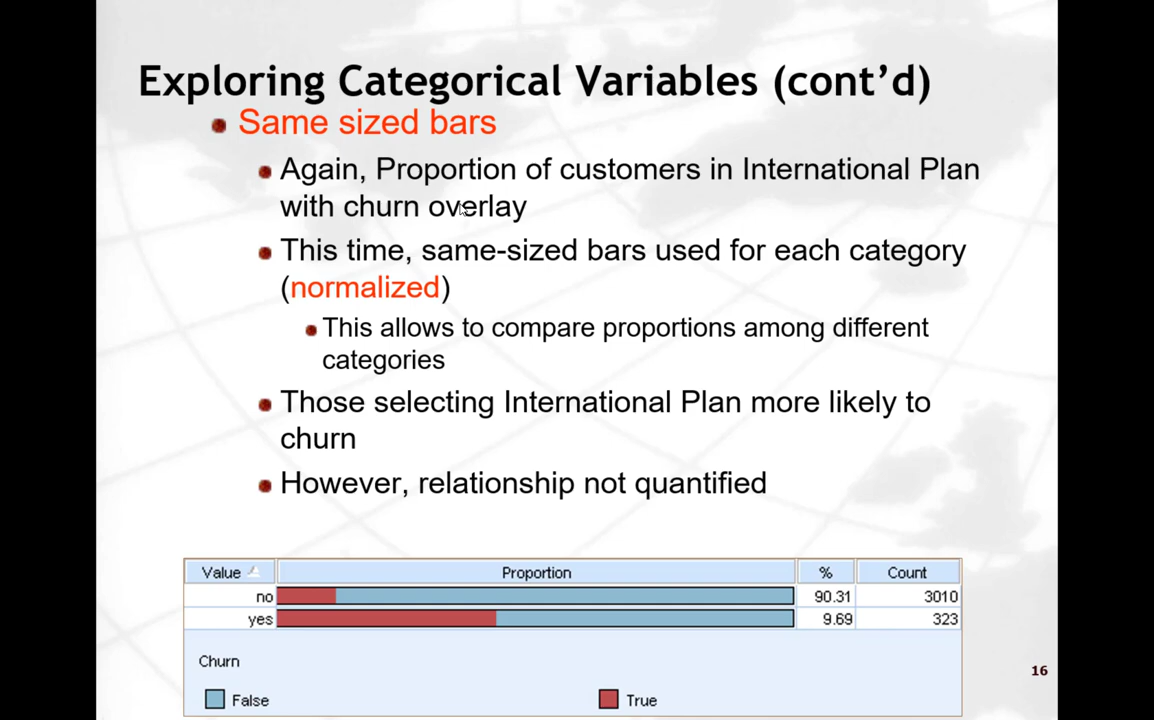 Exploring Categorical Variables (cont’d)
Same sized bars
Again, Proportion of customers in International Plan
with churn overlay
This time, same-sized bars used for each category
(normalized)
This allows to compare proportions among different
categories
Those selecting International Plan more likely to
churn
However, relationship not quantified
Value Proportion % Count
no 90.31 3010
yes 9.69 323
Churn
False True
16